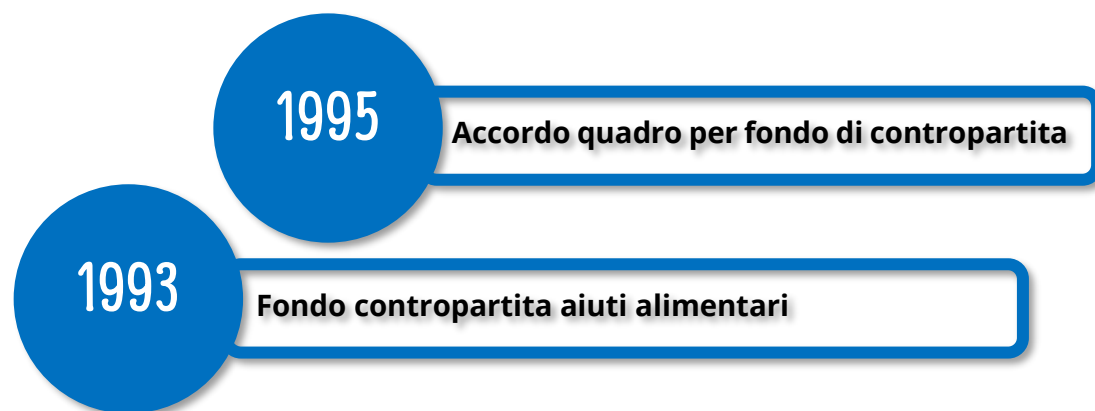 1995
Accordo quadro per fondo di contropartita
1993
Fondo contropartita aiuti alimentari